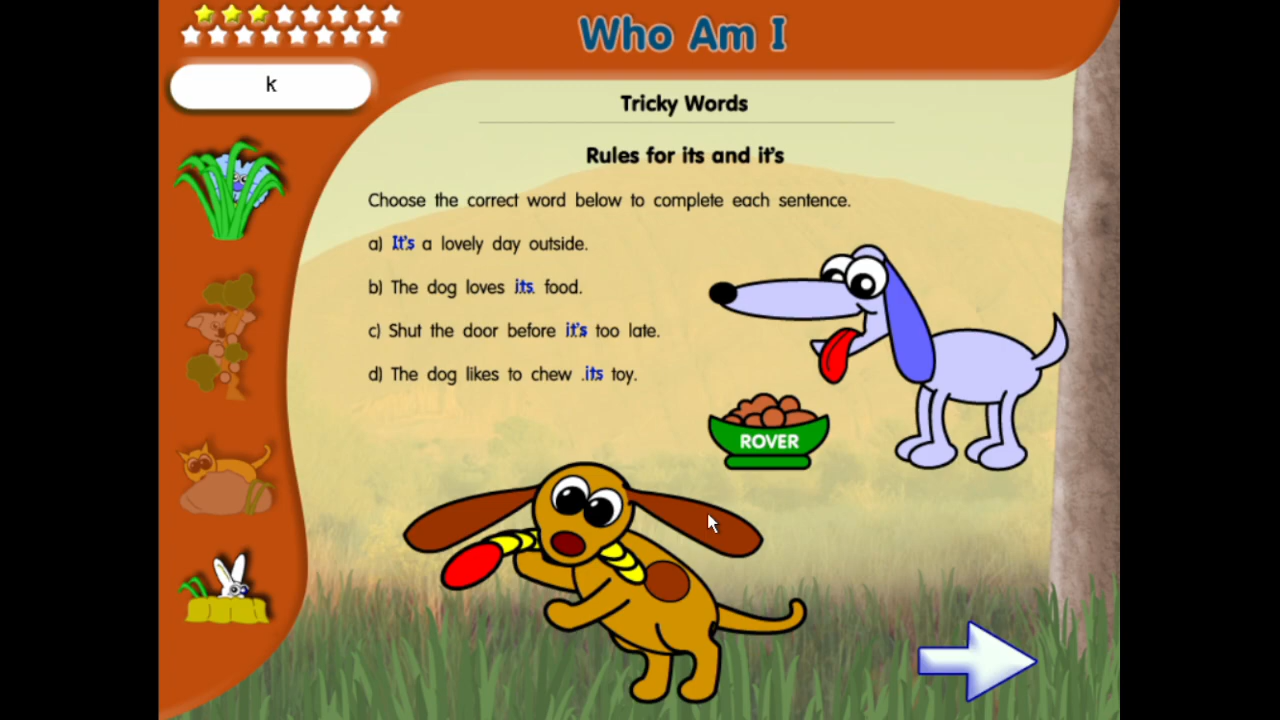 Who Am I
k
Tricky Words
Rules for its and it's
Choose the correct word below to complete each sentence.
a) It's a lovely day outside.
b) The dog loves its. food.
c) Shut the door before it's too late.
d) The dog likes to chew .its toy.
ROVER